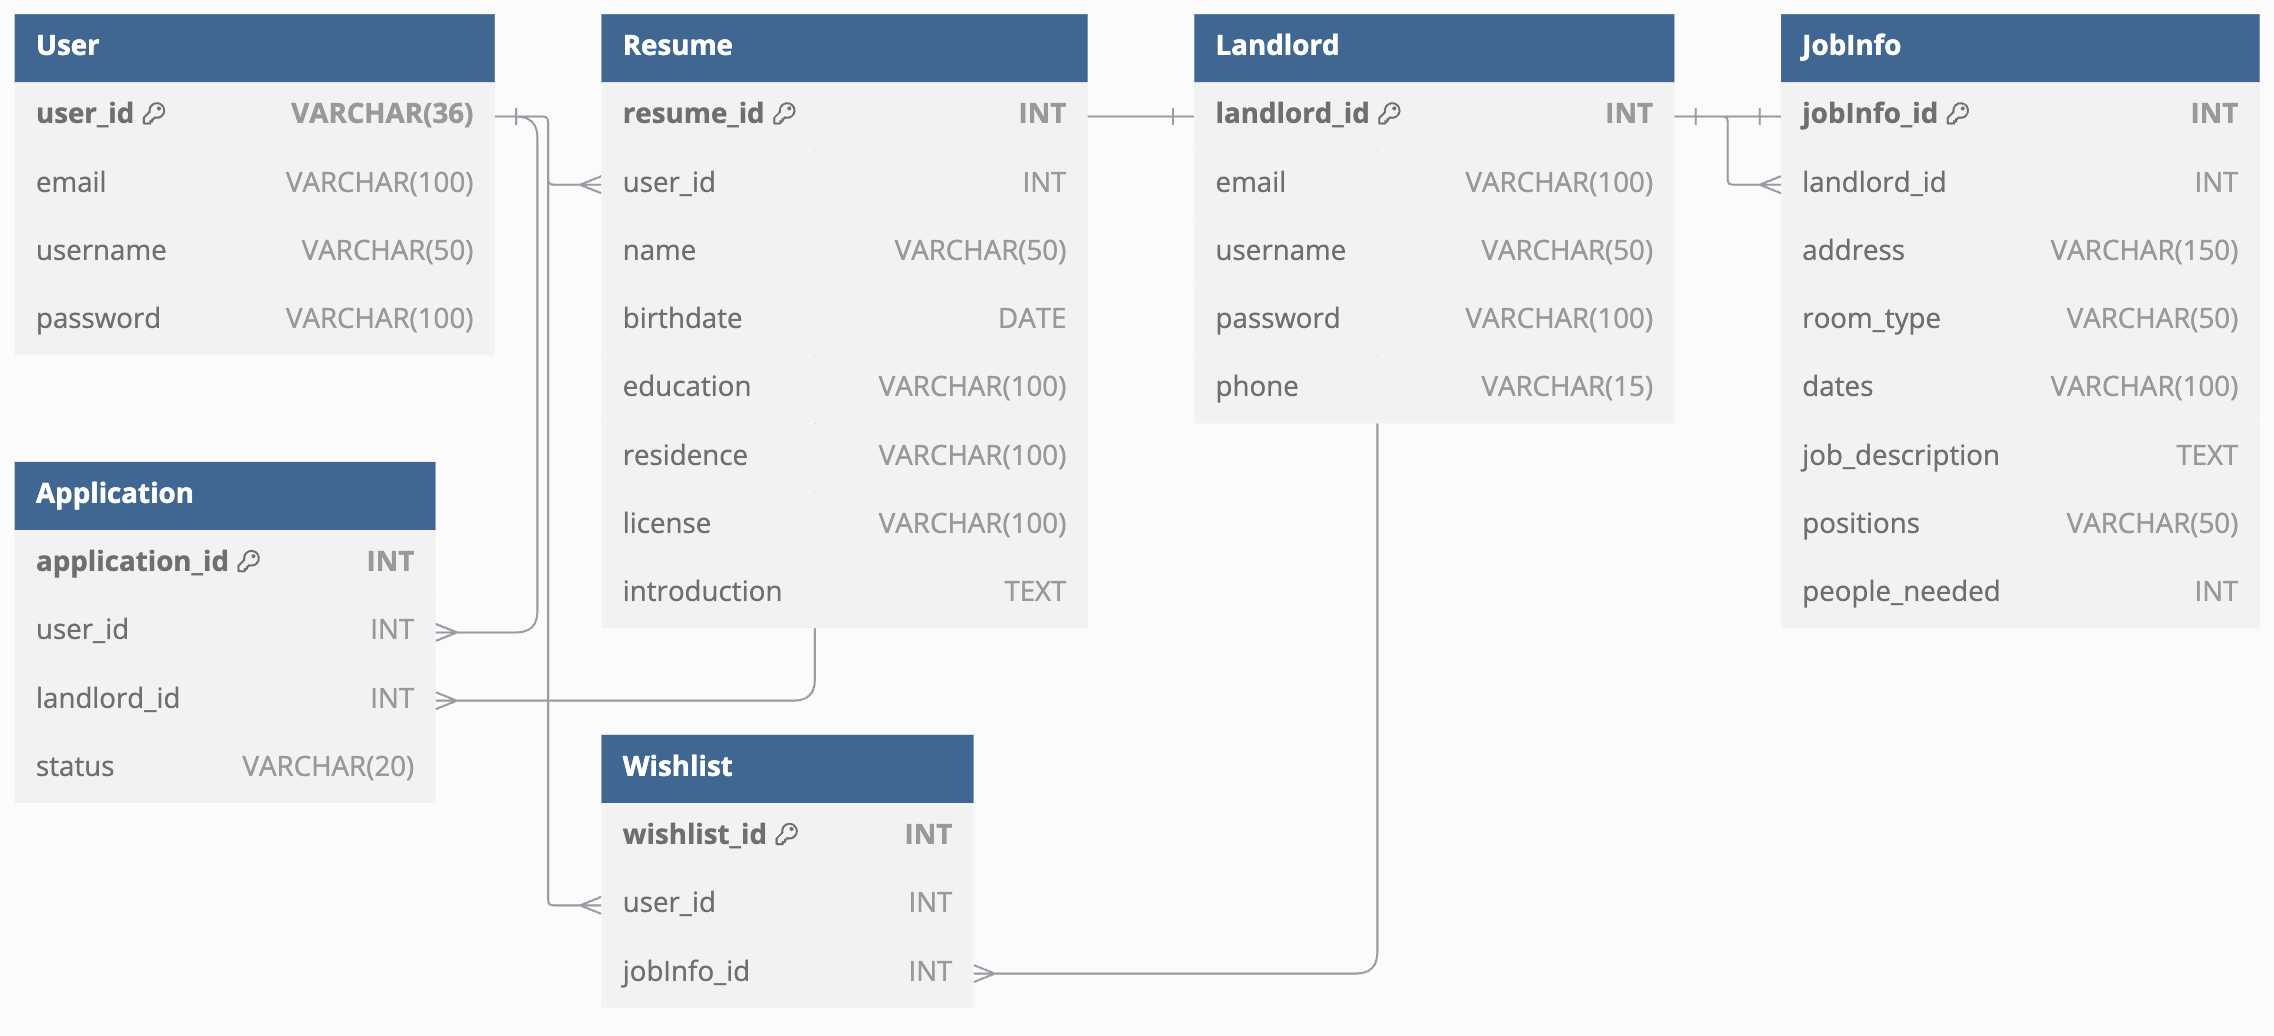 User
user_id VARCHAR(36)
email VARCHAR(100)
username VARCHAR(50)
password VARCHAR(100)
Resume
resume_id INT
user_id INT
name VARCHAR(50)
birthdate DATE
education VARCHAR(100)
residence VARCHAR(100)
license VARCHAR(100)
introduction TEXT
Landlord
landlord_id INT
email VARCHAR(100)
username VARCHAR(50)
password VARCHAR(100)
phone VARCHAR(15)
JobInfo
jobInfo_id INT
landlord_id INT
address VARCHAR(150)
room_type VARCHAR(50)
dates VARCHAR(100)
job_description TEXT
positions VARCHAR(50)
people_needed INT
Application
application_id INT
user_id INT
landlord_id INT
status VARCHAR(20)
Wishlist
wishlist_id INT
user_id INT
jobInfo_id INT